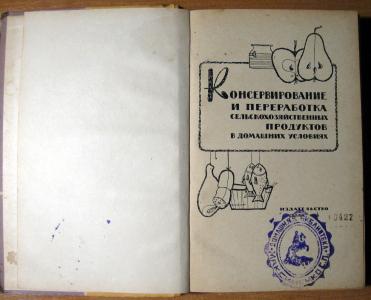 Консервирование
и переработка
сельскохозяйственных
продуктов
в домашних условиях
издательство